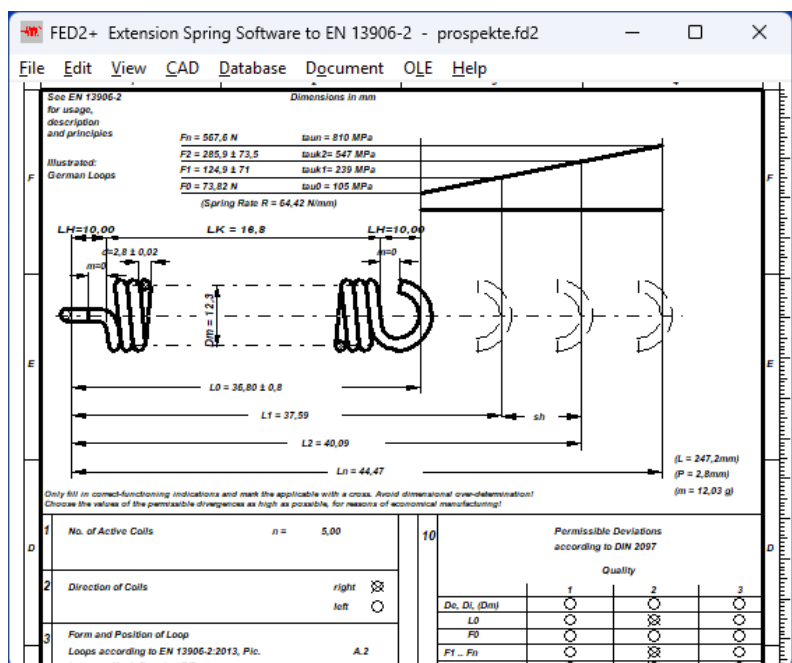 FED2+ Extension Spring Software to EN 13906-2 - prospekte.fd2
File Edit View CAD Database Document OLE Help
See EN 13906-2
for usage,
description
and principles
Dimensions in mm
Illustrated:
German Loops
Fn = 567,6 N taun = 810 MPa
F2 = 285,9 ± 73,5 tauk2= 547 MPa
F1 = 124,9 ± 71 tauk1= 239 MPa
F0 = 73,82 N tau0 = 105 MPa
(Spring Rate R = 64,42 N/mm)
F
F
LH=10,00 LK = 16,8 LH=10,00
d=2,8 ± 0,02
m=0
m=0
Dm = 12,3
E
E
L0 = 36,80 ± 0,8
L1 = 37,59
sh
L2 = 40,09
Ln = 44,47
(L = 247,2mm)
(P = 2,8mm)
(m = 12,03 g)
Only fill in correct-functioning indications and mark the applicable with a cross. Avoid dimensional over-determination!
Choose the values of the permissible divergences as high as possible, for reasons of economical manufacturing!
1 No. of Active Coils n = 5,00
D
D
2 Direction of Coils right
left
3 Form and Position of Loop
Loops according to EN 13906-2:2013, Pic. A.2
10 Permissible Deviations
according to DIN 2097
Quality
1 2 3
De, Di, (Dm)
L0
F0
F1 .. Fn